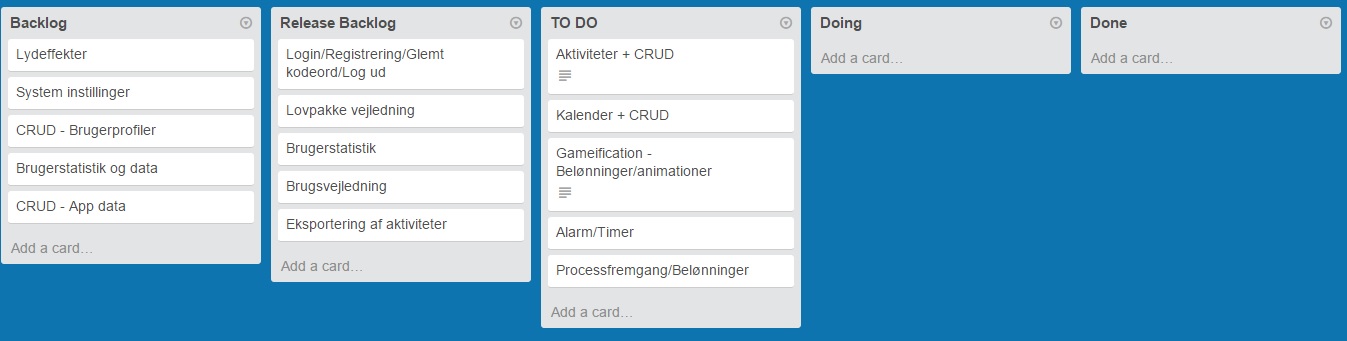 Backlog
Lydeffekter
System instillinger
CRUD - Brugerprofiler
Brugerstatistik og data
CRUD - App data
Add a card…
Release Backlog
Login/Registrering/Glemt
kodeord/Log ud
Lovpakke vejledning
Brugerstatistik
Brugsvejledning
Eksportering af aktiviteter
Add a card…
TO DO
Aktiviteter + CRUD
Kalender + CRUD
Gameification -
Belønninger/animationer
Alarm/Timer
Processfremgang/Belønninger
Add a card…
Doing
Add a card…
Done
Add a card…